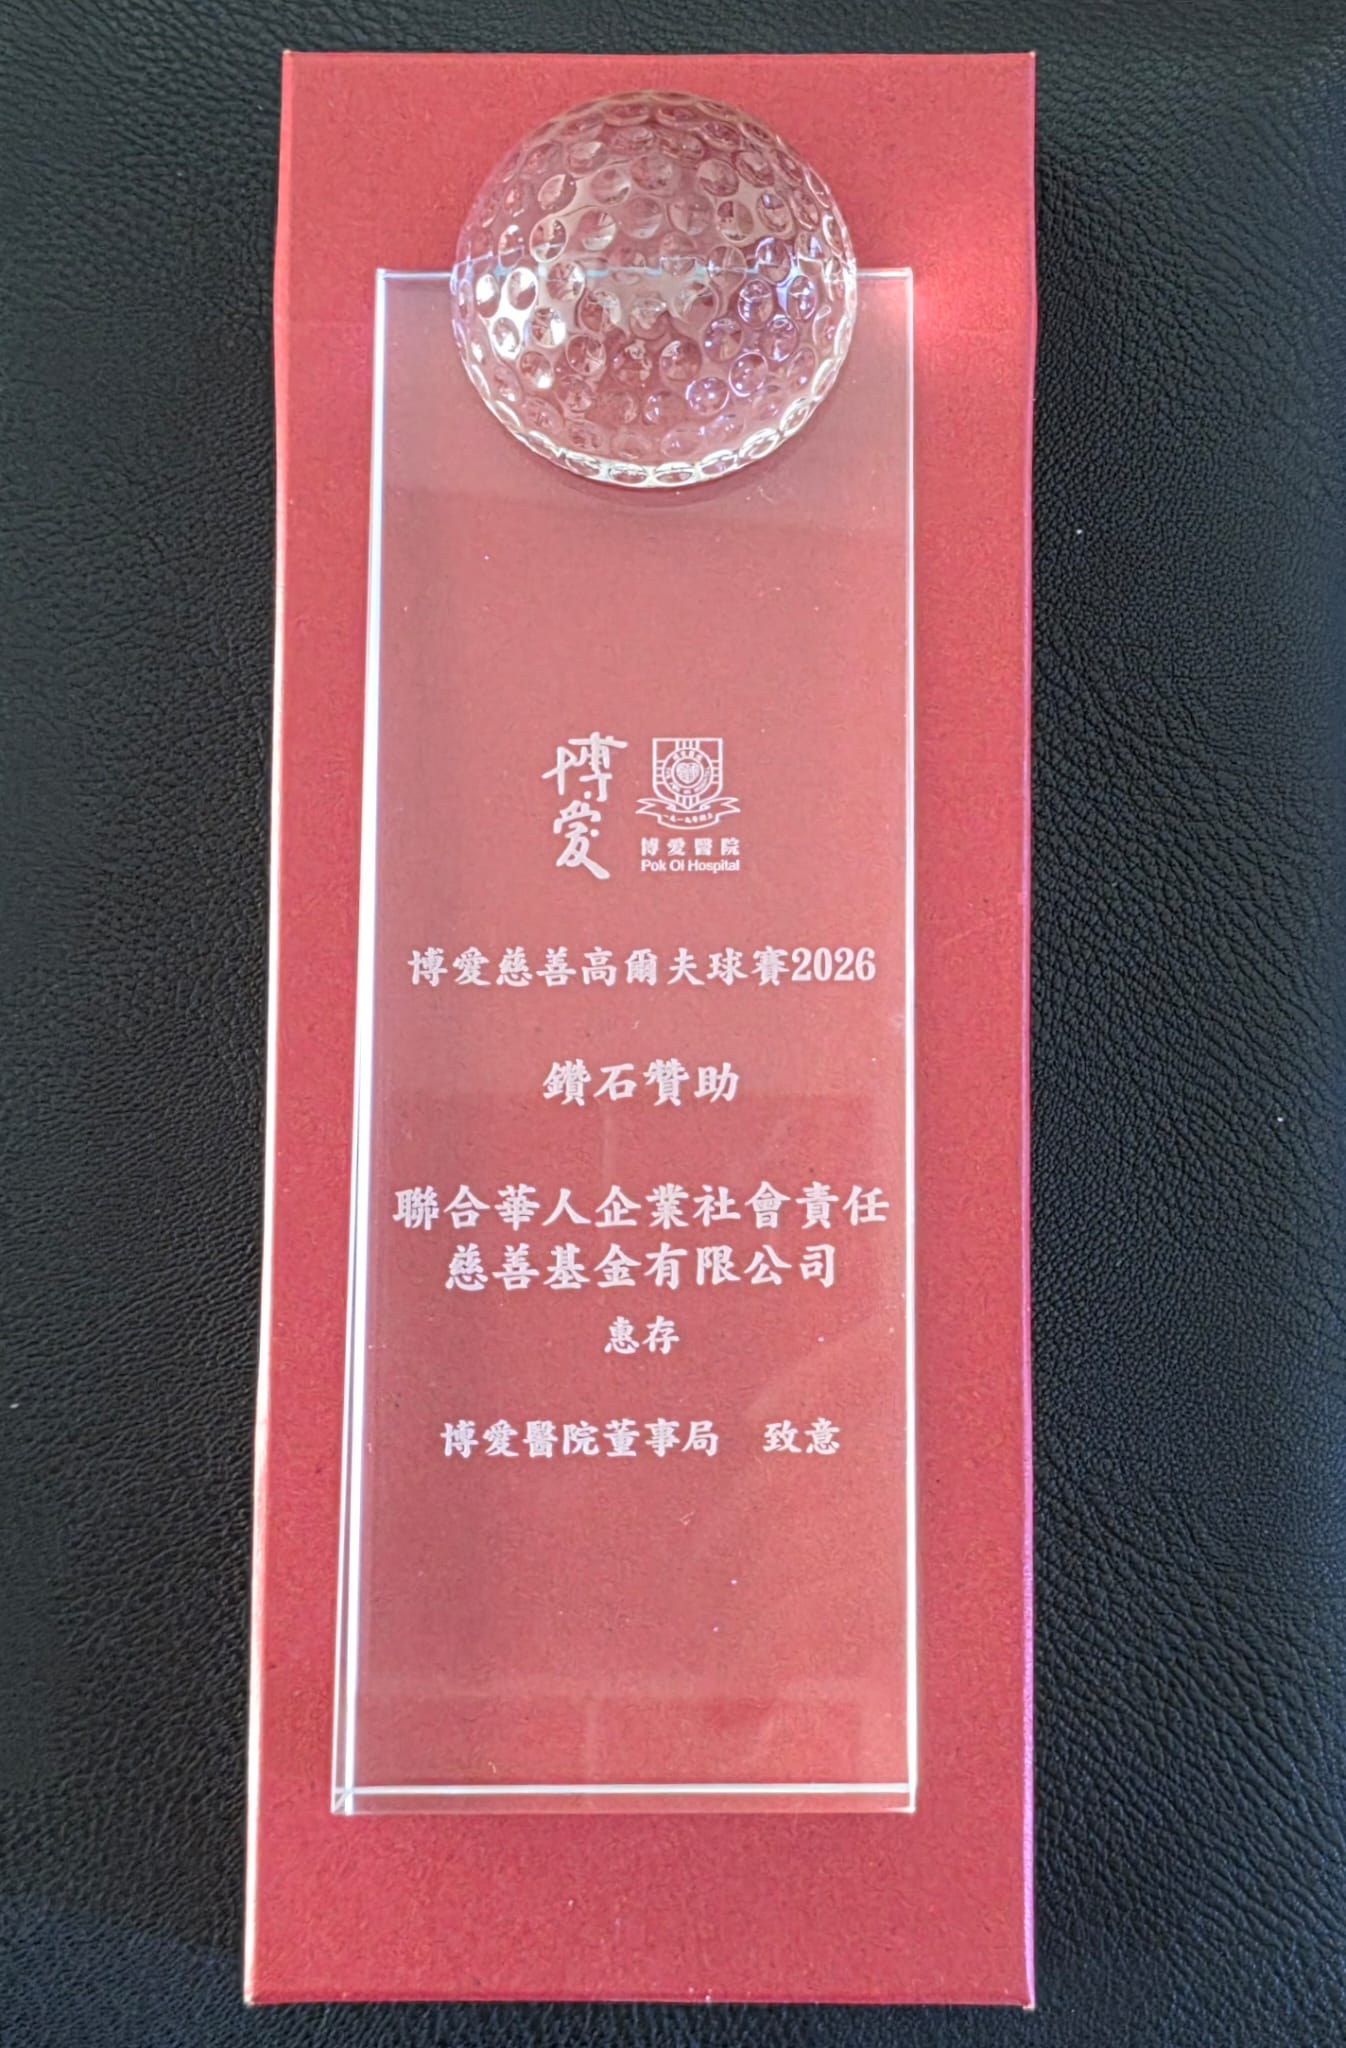 博愛
博愛醫院
Pok Oi Hospital
博愛慈善高爾夫球賽2026
鑽石贊助
聯合華人企業社會責任
慈善基金有限公司
惠存
博愛醫院董事局　致意